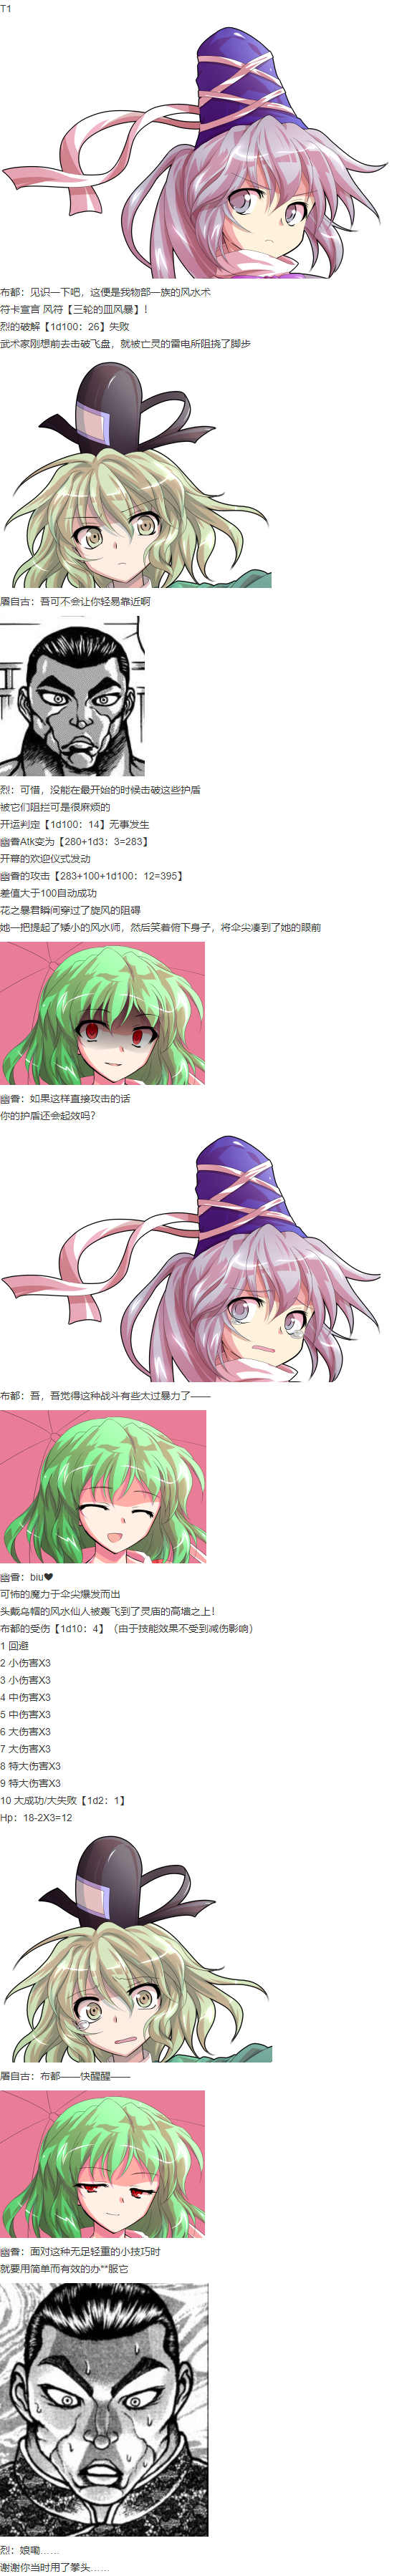 T1
布都：见识一下吧，这便是我物部一族的风水术
符卡宣言 风符【三轮的皿风暴】！
烈的破解【1d100：26】失败
武术家刚想前去击破飞盘，就被亡灵的雷电所阻挠了脚步
屠自古：吾可不会让你轻易靠近啊
烈：可惜，没能在最开始的时候击破这些护盾
被它们阻拦可是很麻烦的
开运判定【1d100：14】无事发生
幽香Atk变为【280+1d3：3=283】
开幕的欢迎仪式发动
幽香的攻击【283+100+1d100：12=395】
差值大于100自动成功
花之暴君瞬间穿过了旋风的阻碍
她一把提起了矮小的风水师，然后笑着俯下身子，将伞尖凑到了她的眼前
幽香：如果这样直接攻击的话
你的护盾还会起效吗？
布都：吾，吾觉得这种战斗有些太过暴力了——
幽香：biu❤
可怖的魔力于伞尖爆发而出
头戴乌帽的风水仙人被轰飞到了灵庙的高墙之上！
布都的受伤【1d10：4】（由于技能效果不受到减伤影响）
1 回避
2 小伤害X3
3 小伤害X3
4 中伤害X3
5 中伤害X3
6 大伤害X3
7 大伤害X3
8 特大伤害X3
9 特大伤害X3
10 大成功/大失败【1d2：1】
Hp：18-2X3=12
屠自古：布都——快醒醒——
幽香：面对这种无足轻重的小技巧时
就要用简单而有效的办**服它
烈：娘嘞……
谢谢你当时用了拳头……